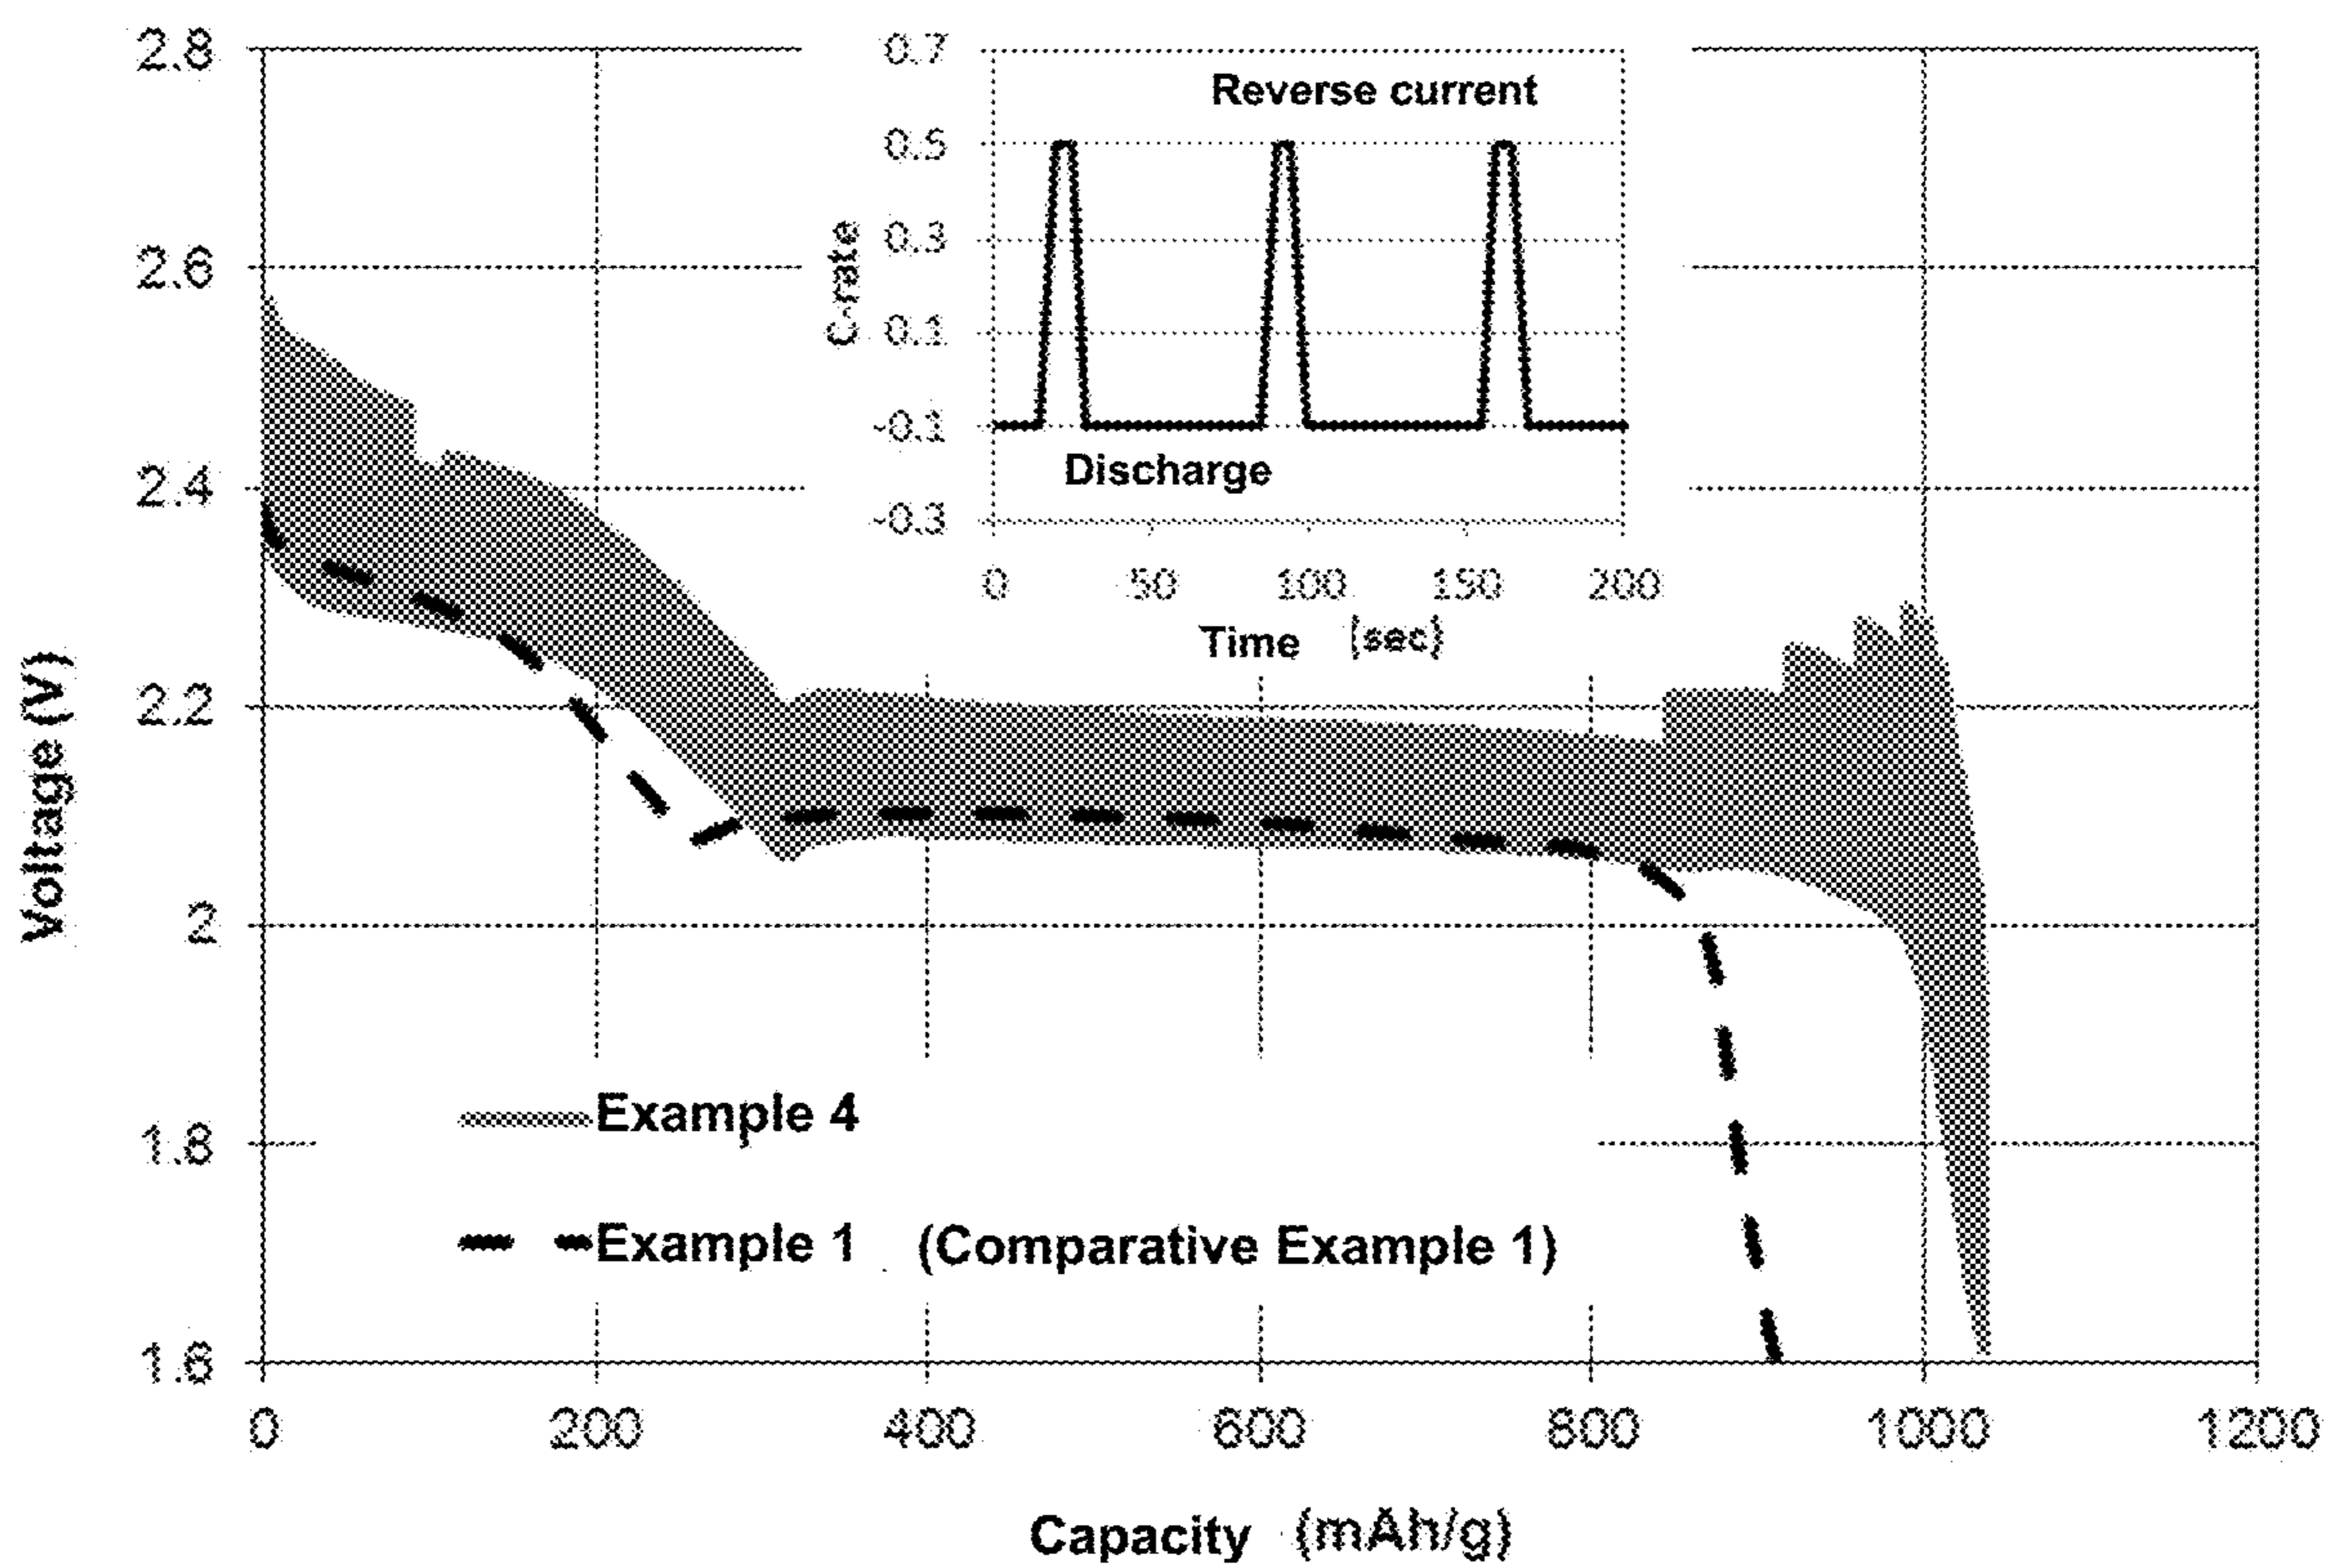 2.8
2.6
2.4
2.2
2
1.8
1.6
Voltage (V)
0 200 400 600 800 1000 1200
Capacity (mAh/g)
Example 4
Example 1 (Comparative Example 1)
0.7
0.5
0.3
0.1
-0.1
-0.3
C-rate
Reverse current
Discharge
0 50 100 150 200
Time [sec]